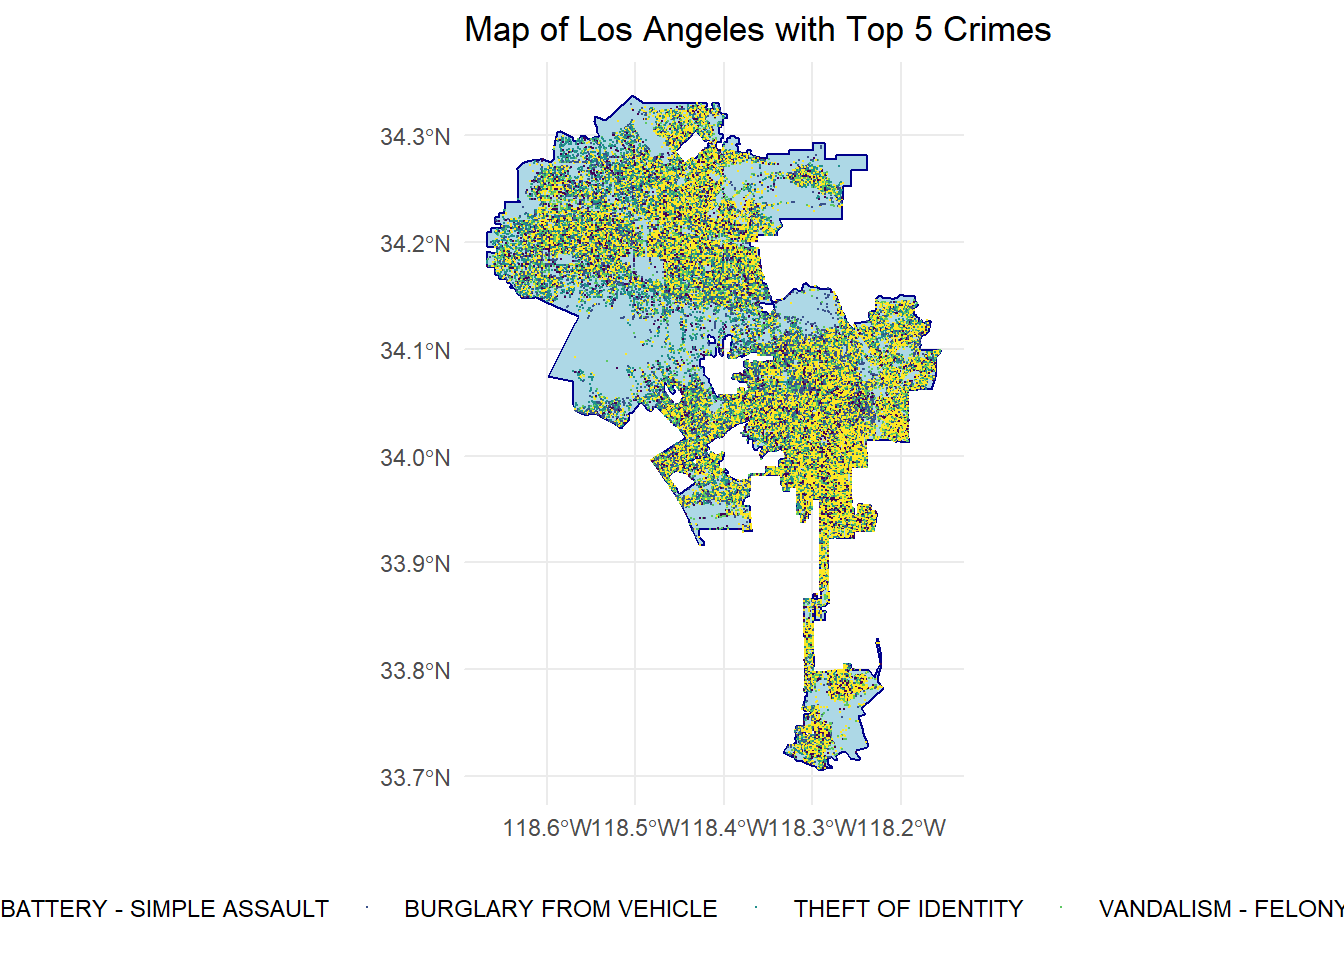 Map of Los Angeles with Top 5 Crimes
34.3°N
34.2°N
34.1°N
34.0°N
33.9°N
33.8°N
33.7°N
118.6°W 118.5°W 118.4°W 118.3°W 118.2°W
BATTERY - SIMPLE ASSAULT BURGLARY FROM VEHICLE THEFT OF IDENTITY VANDALISM - FELONY